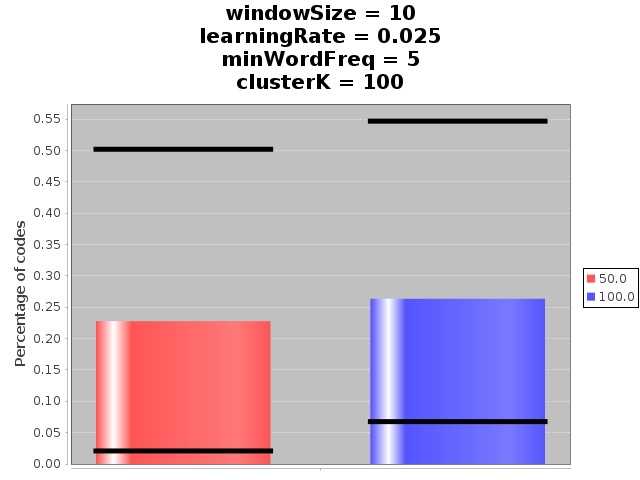 windowSize = 10
learningRate = 0.025
minWordFreq = 5
clusterK = 100
Percentage of codes
0.55
0.50
0.45
0.40
0.35
0.30
0.25
0.20
0.15
0.10
0.05
0.00
50.0
100.0